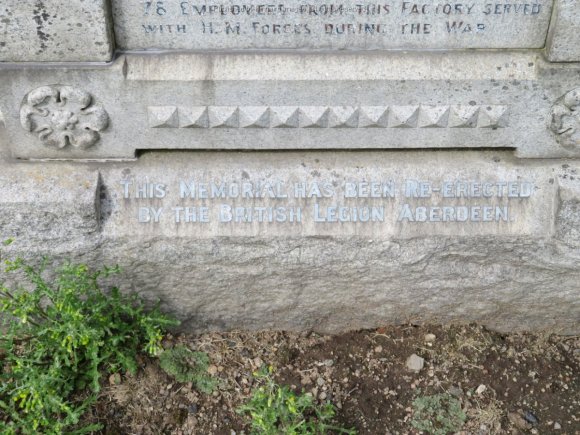 78 EMPLOYEES FROM THIS FACTORY SERVED
WITH H.M. FORCES DURING THE WAR
THIS MEMORIAL HAS BEEN RE-ERECTED
BY THE BRITISH LEGION ABERDEEN.